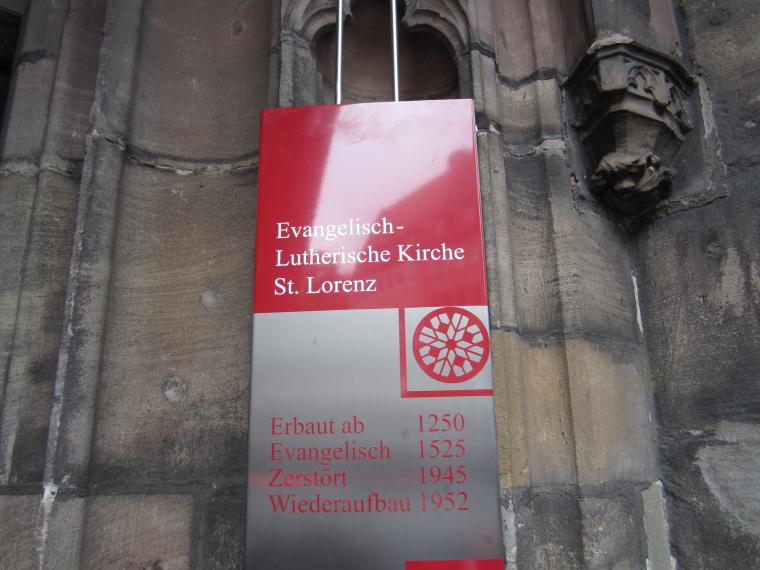 Evangelisch-
Lutherische Kirche
St. Lorenz
Erbaut ab 1250
Evangelisch 1525
Zerstört 1945
Wiederaufbau 1952